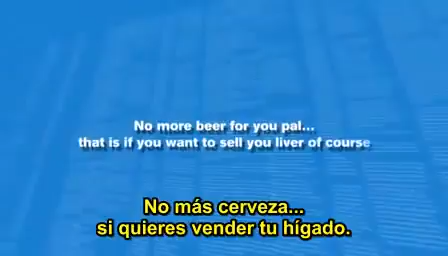 No more beer for you pal...
that is if you want to sell you liver of course
No más cerveza...
si quieres vender tu hígado.